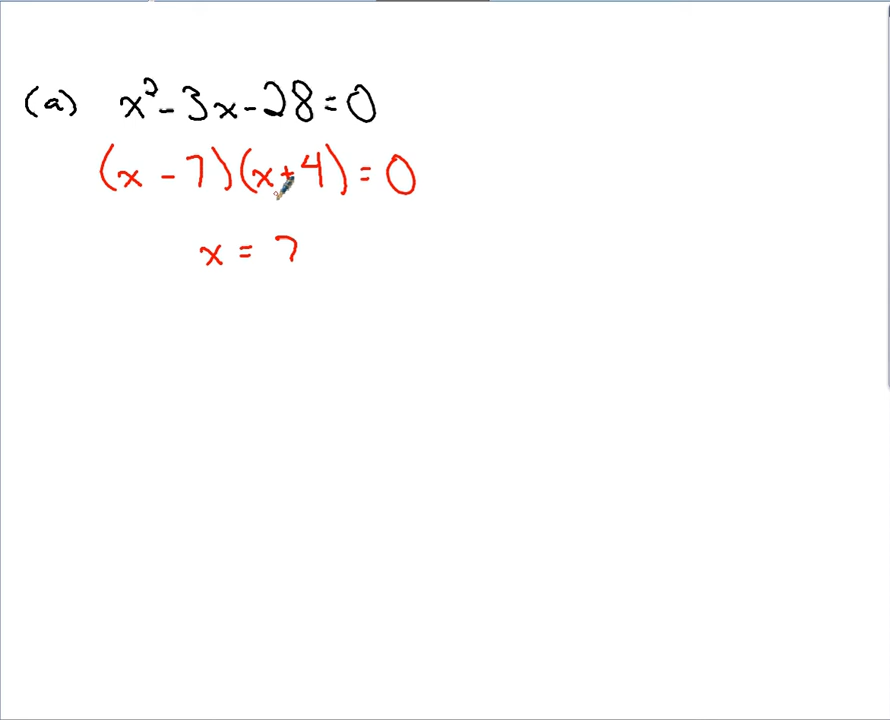 (a) x² - 3x - 28 = 0
(x - 7)(x + 4) = 0
x = 7